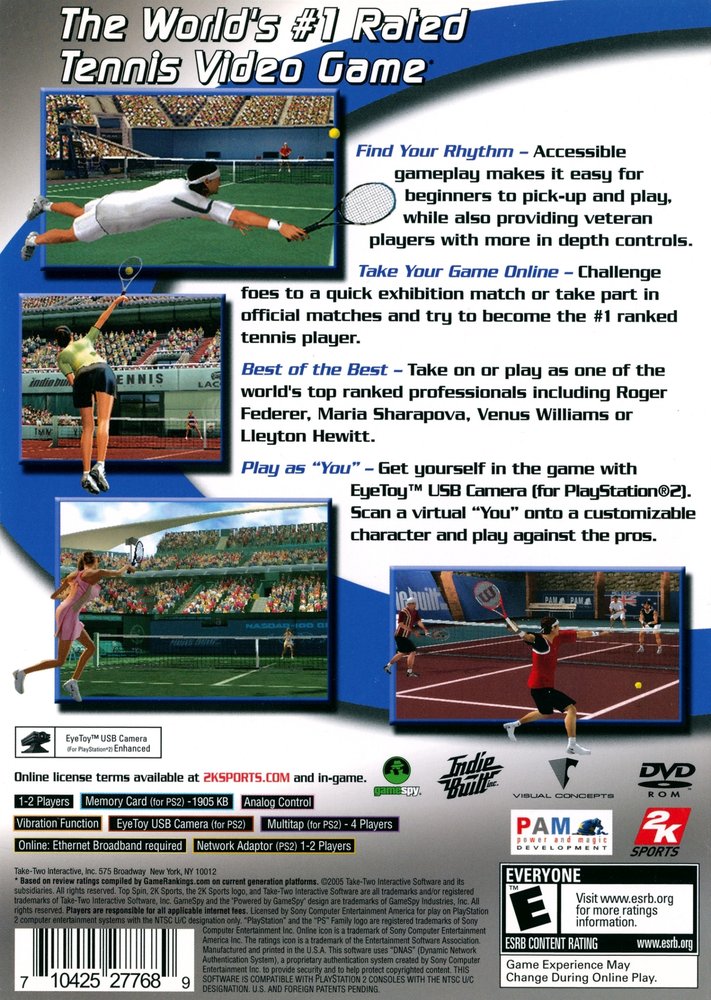 The World's #1 Rated
Tennis Video Game*
Find Your Rhythm – Accessible
gameplay makes it easy for
beginners to pick-up and play,
while also providing veteran
players with more in depth controls.
Take Your Game Online – Challenge
foes to a quick exhibition match or take part in
official matches and try to become the #1 ranked
tennis player.
Best of the Best – Take on or play as one of the
world's top ranked professionals including Roger
Federer, Maria Sharapova, Venus Williams or
Lleyton Hewitt.
Play as "You" – Get yourself in the game with
EyeToy™ USB Camera (for PlayStation®2).
Scan a virtual "You" onto a customizable
character and play against the pros.
indie bui
ENNIS
LAC
NASDAQ-100 O
PAM PAM
EyeToy™ USB Camera
(For PlayStation®2) Enhanced
Online license terms available at 2KSPORTS.COM and in-game.
gamespy.
Indie Built Inc.
VISUAL CONCEPTS
DVD
ROM
1-2 Players
Memory Card (for PS2) -1905 KB
Analog Control
Vibration Function
EyeToy USB Camera (for PS2)
Multitap (for PS2) - 4 Players
Online: Ethernet Broadband required
Network Adaptor (PS2) 1-2 Players
PAM
power and magic
DEVELOPMENT
2K
SPORTS
Take-Two Interactive, Inc. 575 Broadway New York, NY 10012
* Based on review ratings compiled by GameRankings.com on current generation platforms. ©2005 Take-Two Interactive Software and its
subsidiaries. All rights reserved. Top Spin, 2K Sports, the 2K Sports logo, and Take-Two Interactive Software are all trademarks and/or registered
trademarks of Take-Two Interactive Software, Inc. GameSpy and the "Powered by GameSpy" design are trademarks of GameSpy Industries, Inc. All
rights reserved. Players are responsible for all applicable internet fees. Licensed by Sony Computer Entertainment America for play on PlayStation
2 computer entertainment systems with the NTSC U/C designation only. "PlayStation" and the "PS" Family logo are registered trademarks of Sony
Computer Entertainment Inc. Online icon is a trademark of Sony Computer Entertainment
America Inc. The ratings icon is a trademark of the Entertainment Software Association.
Manufactured and printed in the U.S.A. This software uses "DNAS" (Dynamic Network
Authentication System), a proprietary authentication system created by Sony Computer
Entertainment Inc. to provide security and to help protect copyrighted content. THIS
SOFTWARE IS COMPATIBLE WITH PLAYSTATION 2 CONSOLES WITH THE NTSC U/C
DESIGNATION. U.S. AND FOREIGN PATENTS PENDING.
7 10425 27768 9
EVERYONE
E
Visit www.esrb.org
for more ratings
information.
ESRB CONTENT RATING www.esrb.org
Game Experience May
Change During Online Play.